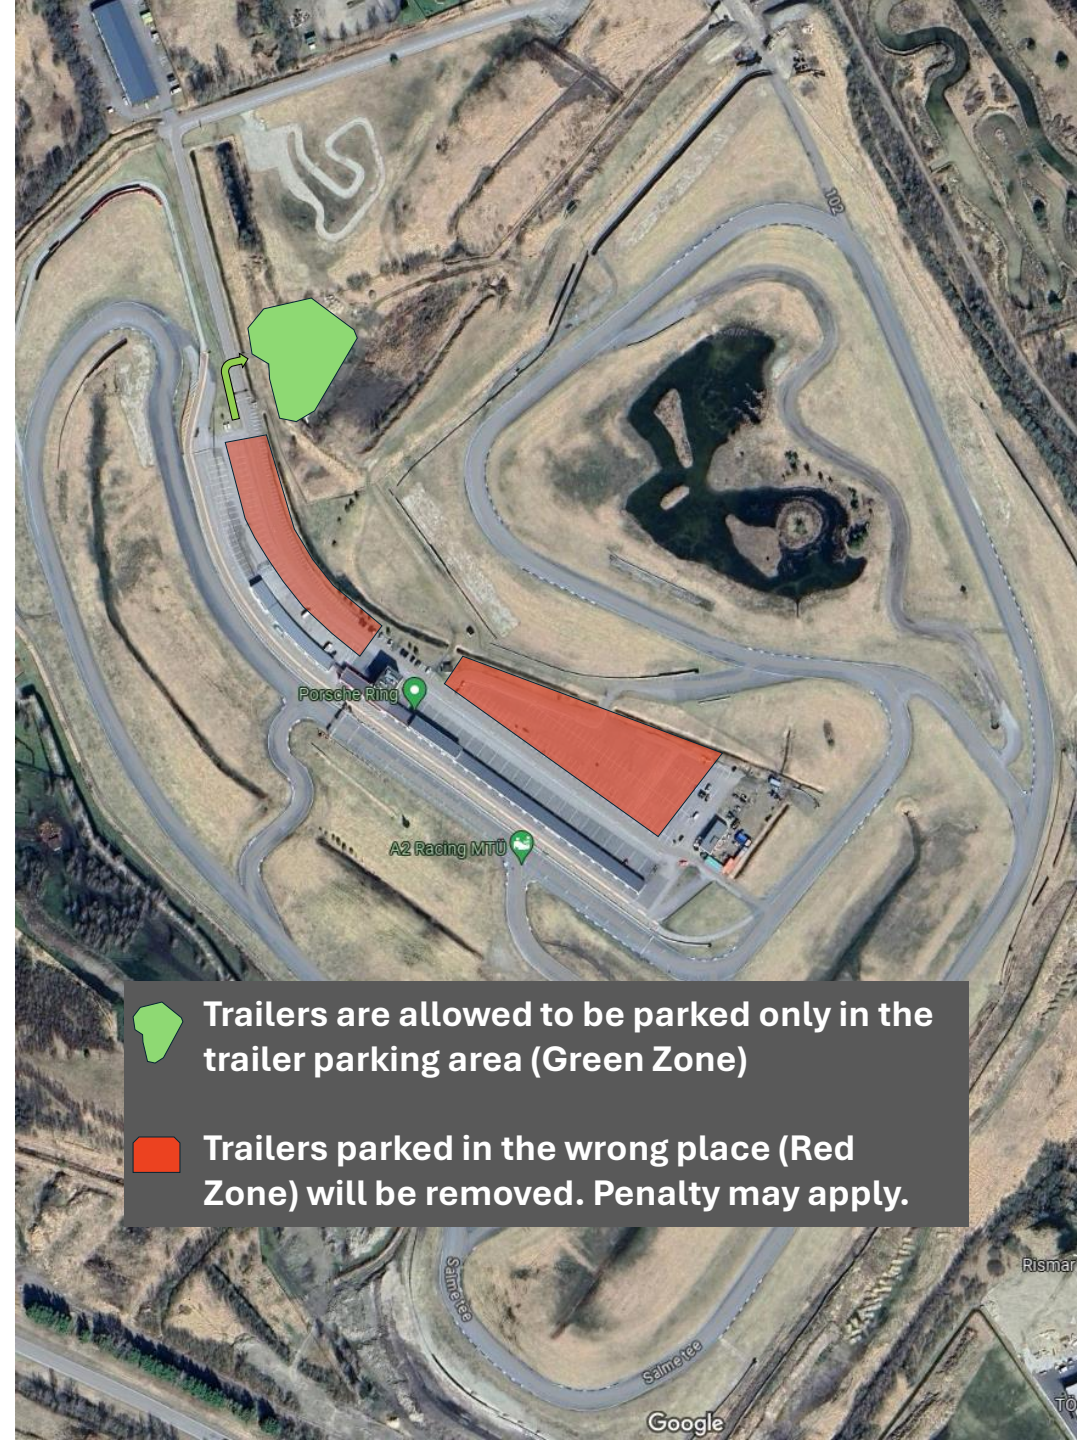 102
Porsche Ring
A2 Racing MTÜ
Trailers are allowed to be parked only in the
trailer parking area (Green Zone)
Trailers parked in the wrong place (Red
Zone) will be removed. Penalty may apply.
Salme tee
Rismar
Salme tee
TÖ
Google